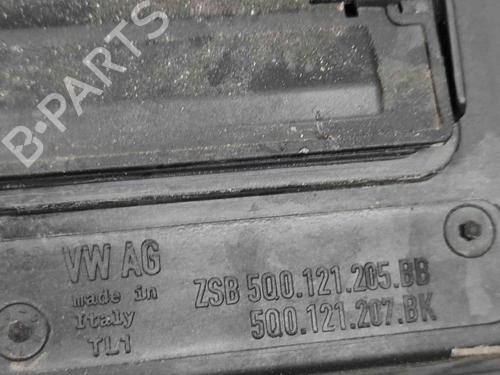 B-PARTS
VW AG
made in
Italy
TL1
ZSB 5Q0.121.205.BB
5Q0.121.207.BK